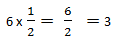 6 x 1/2 = 6/2 = 3